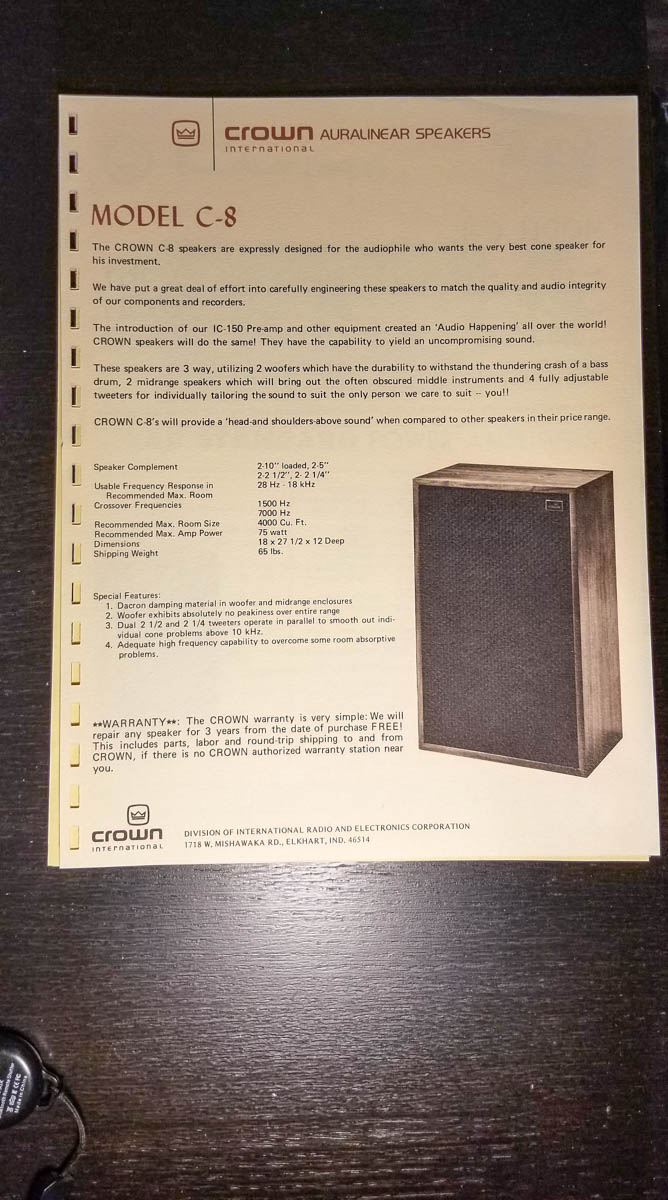 crown AURALINEAR SPEAKERS
INTERNATIONAL
MODEL C-8
The CROWN C-8 speakers are expressly designed for the audiophile who wants the very best cone speaker for
his investment.
We have put a great deal of effort into carefully engineering these speakers to match the quality and audio integrity
of our components and recorders.
The introduction of our IC-150 Pre-amp and other equipment created an 'Audio Happening' all over the world!
CROWN speakers will do the same! They have the capability to yield an uncompromising sound.
These speakers are 3 way, utilizing 2 woofers which have the durability to withstand the thundering crash of a bass
drum, 2 midrange speakers which will bring out the often obscured middle instruments and 4 fully adjustable
tweeters for individually tailoring the sound to suit the only person we care to suit -- you!!
CROWN C-8's will provide a 'head-and shoulders-above sound' when compared to other speakers in their price range.
Speaker Complement 2-10" loaded, 2-5"
2-2 1/2", 2- 2 1/4"
Usable Frequency Response in 28 Hz - 18 kHz
Recommended Max. Room
Crossover Frequencies 1500 Hz
7000 Hz
Recommended Max. Room Size 4000 Cu. Ft.
Recommended Max. Amp Power 75 watt
Dimensions 18 x 27 1/2 x 12 Deep
Shipping Weight 65 lbs.
Special Features:
1. Dacron damping material in woofer and midrange enclosures
2. Woofer exhibits absolutely no peakiness over entire range
3. Dual 2 1/2 and 2 1/4 tweeters operate in parallel to smooth out indi-
vidual cone problems above 10 kHz.
4. Adequate high frequency capability to overcome some room absorptive
problems.
**WARRANTY**: The CROWN warranty is very simple: We will
repair any speaker for 3 years from the date of purchase FREE!
This includes parts, labor and round-trip shipping to and from
CROWN, if there is no CROWN authorized warranty station near
you.
crown
INTERNATIONAL
DIVISION OF INTERNATIONAL RADIO AND ELECTRONICS CORPORATION
1718 W. MISHAWAKA RD., ELKHART, IND. 46514
Made in China